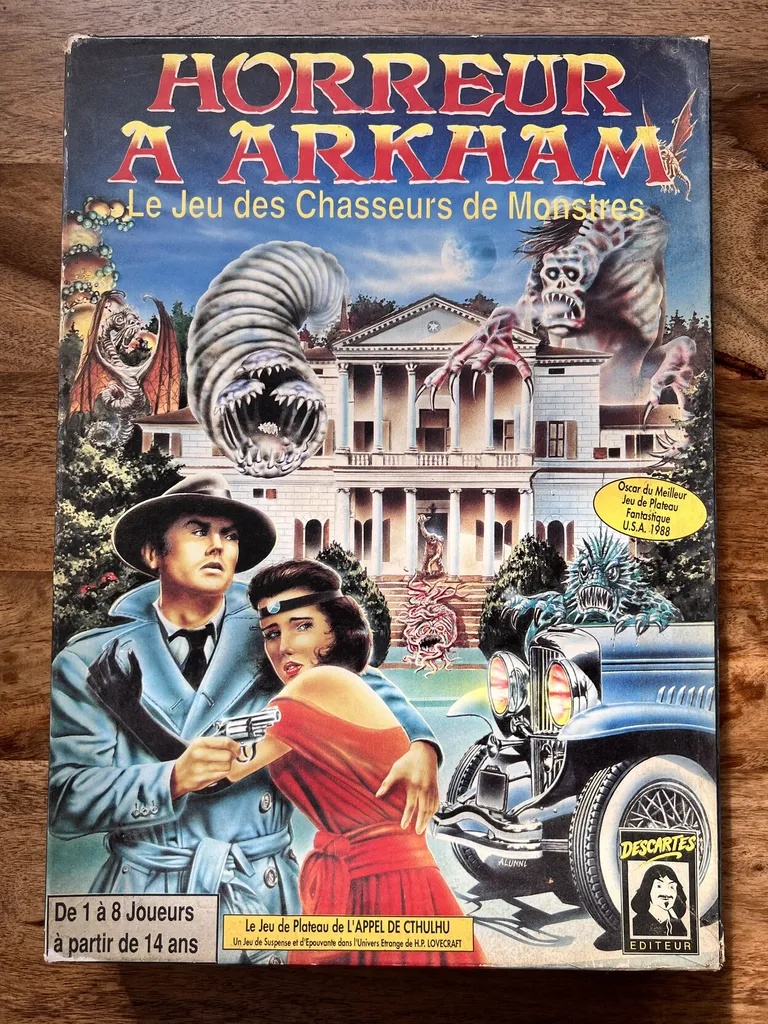 HORREUR
A ARKHAM
Le Jeu des Chasseurs de Monstres
Oscar du Meilleur
Jeu de Plateau
Fantastique
U.S.A. 1988
ALUNNI
DESCARTES
EDITEUR
De 1 à 8 Joueurs
à partir de 14 ans
Le Jeu de Plateau de L'APPEL DE CTHULHU
Un Jeu de Suspense et d'Epouvante dans l'Univers Etrange de H.P. LOVECRAFT